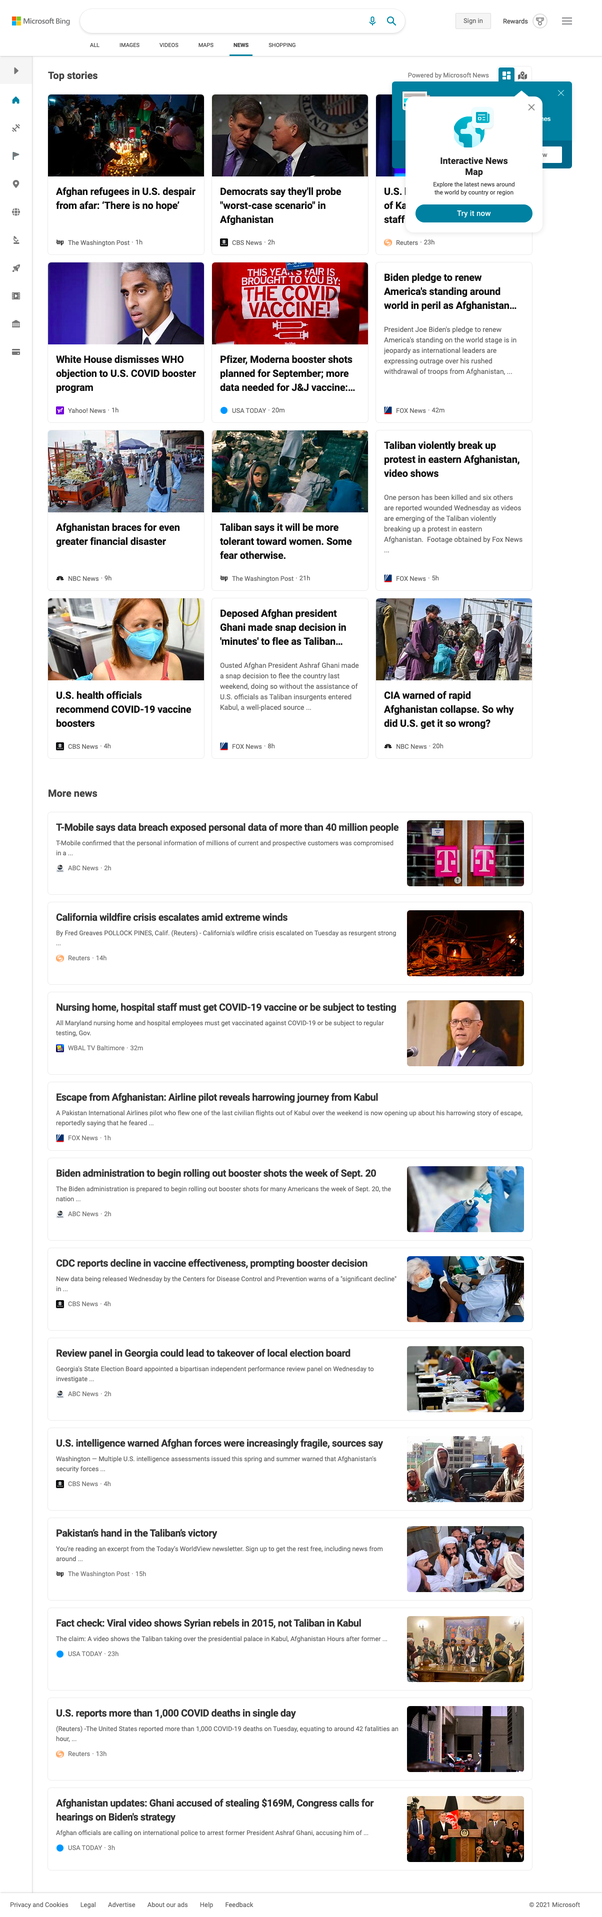 Microsoft Bing
Sign in
Rewards
ALL
IMAGES
VIDEOS
MAPS
NEWS
SHOPPING
Top stories
Powered by Microsoft News
Interactive News
Map
Explore the latest news around
the world by country or region
Try it now
Afghan refugees in U.S. despair
from afar: 'There is no hope'
The Washington Post · 1h
Democrats say they'll probe
"worst-case scenario" in
Afghanistan
CBS News · 2h
U.S.
of Ka
staff
Reuters · 23h
THIS YEAR'S FAIR IS
BROUGHT TO YOU BY:
THE COVID
VACCINE!
White House dismisses WHO
objection to U.S. COVID booster
program
Yahoo! News · 1h
Pfizer, Moderna booster shots
planned for September; more
data needed for J&J vaccine:...
USA TODAY · 20m
Biden pledge to renew
America's standing around
world in peril as Afghanistan...
President Joe Biden's pledge to renew
America's standing on the world stage is in
jeopardy as international leaders are
expressing outrage over his rushed
withdrawal of troops from Afghanistan, ...
FOX News · 42m
Afghanistan braces for even
greater financial disaster
NBC News · 9h
Taliban says it will be more
tolerant toward women. Some
fear otherwise.
The Washington Post · 21h
Taliban violently break up
protest in eastern Afghanistan,
video shows
One person has been killed and six others
are reported wounded Wednesday as videos
are emerging of the Taliban violently
breaking up a protest in eastern
Afghanistan. Footage obtained by Fox News
...
FOX News · 5h
U.S. health officials
recommend COVID-19 vaccine
boosters
CBS News · 4h
Deposed Afghan president
Ghani made snap decision in
'minutes' to flee as Taliban...
Ousted Afghan President Ashraf Ghani made
a snap decision to flee the country last
weekend, doing so without the assistance of
U.S. officials as Taliban insurgents entered
Kabul, a well-placed source ...
FOX News · 8h
CIA warned of rapid
Afghanistan collapse. So why
did U.S. get it so wrong?
NBC News · 20h
More news
T-Mobile says data breach exposed personal data of more than 40 million people
T-Mobile confirmed that the personal information of millions of current and prospective customers was compromised
in a ...
ABC News · 2h
California wildfire crisis escalates amid extreme winds
By Fred Greaves POLLOCK PINES, Calif. (Reuters) - California's wildfire crisis escalated on Tuesday as resurgent strong
...
Reuters · 14h
Nursing home, hospital staff must get COVID-19 vaccine or be subject to testing
All Maryland nursing home and hospital employees must get vaccinated against COVID-19 or be subject to regular
testing, Gov.
WBAL TV Baltimore · 32m
Escape from Afghanistan: Airline pilot reveals harrowing journey from Kabul
A Pakistan International Airlines pilot who flew one of the last civilian flights out of Kabul over the weekend is now opening up about his harrowing story of escape,
reportedly saying that he feared ...
FOX News · 1h
Biden administration to begin rolling out booster shots the week of Sept. 20
The Biden administration is prepared to begin rolling out booster shots for many Americans the week of Sept. 20, the
nation ...
ABC News · 2h
CDC reports decline in vaccine effectiveness, prompting booster decision
New data being released Wednesday by the Centers for Disease Control and Prevention warns of a "significant decline"
in ...
CBS News · 4h
Review panel in Georgia could lead to takeover of local election board
Georgia's State Election Board appointed a bipartisan independent performance review panel on Wednesday to
investigate ...
ABC News · 2h
U.S. intelligence warned Afghan forces were increasingly fragile, sources say
Washington — Multiple U.S. intelligence assessments issued this spring and summer warned that Afghanistan's
security forces ...
CBS News · 4h
Pakistan's hand in the Taliban's victory
You're reading an excerpt from the Today's WorldView newsletter. Sign up to get the rest free, including news from
around ...
The Washington Post · 15h
Fact check: Viral video shows Syrian rebels in 2015, not Taliban in Kabul
The claim: A video shows the Taliban taking over the presidential palace in Kabul, Afghanistan Hours after former ...
USA TODAY · 23h
U.S. reports more than 1,000 COVID deaths in single day
(Reuters) -The United States reported more than 1,000 COVID-19 deaths on Tuesday, equating to around 42 fatalities an
hour, ...
Reuters · 13h
Afghanistan updates: Ghani accused of stealing $169M, Congress calls for
hearings on Biden's strategy
Afghan officials are calling on international police to arrest former President Ashraf Ghani, accusing him of ...
USA TODAY · 3h
Privacy and Cookies
Legal
Advertise
About our ads
Help
Feedback
© 2021 Microsoft